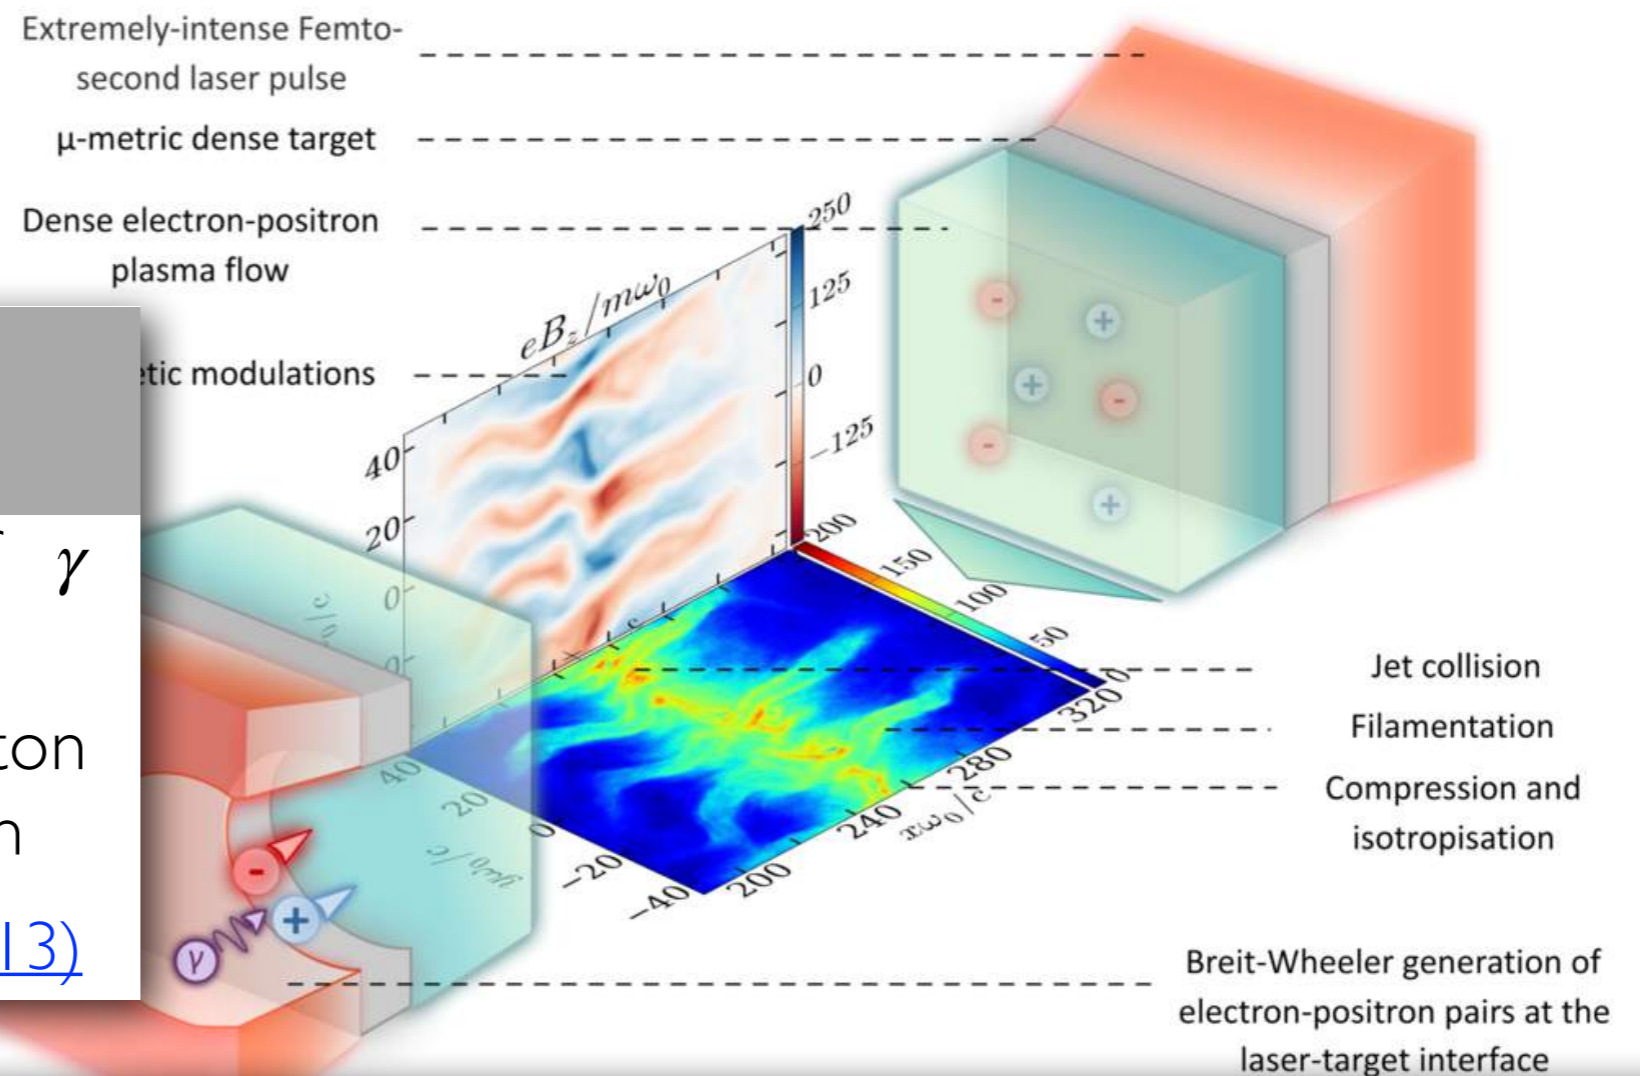 Extremely-intense Femto-
second laser pulse
μ-metric dense target
Dense electron-positron
plasma flow
etic modulations
eB_z/mω_0
250
125
0
−125
40
20
0
200
150
100
50
0
γ
ton
n
13)
40
20
0
−20
−40
yω_0/c
200
240
280
320
xω_0/c
-
+
+
-
-
+
-
+
γ
Jet collision
Filamentation
Compression and
isotropisation
Breit-Wheeler generation of
electron-positron pairs at the
laser-target interface